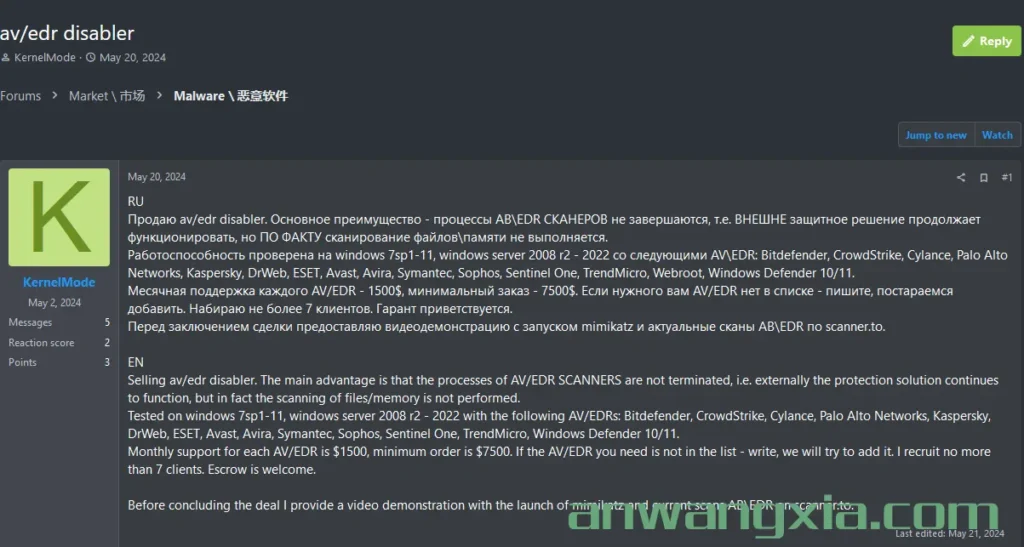 av/edr disabler
KernelMode · May 20, 2024
Reply
Forums > Market \ 市场 > Malware \ 恶意软件
Jump to new Watch
K
KernelMode
May 2, 2024
Messages 5
Reaction score 2
Points 3
May 20, 2024 #1
RU
Продаю av/edr disabler. Основное преимущество - процессы АВ\EDR СКАНЕРОВ не завершаются, т.е. ВНЕШНЕ защитное решение продолжает
функционировать, но ПО ФАКТУ сканирование файлов\памяти не выполняется.
Работоспособность проверена на windows 7sp1-11, windows server 2008 r2 - 2022 со следующими AV\EDR: Bitdefender, CrowdStrike, Cylance, Palo Alto
Networks, Kaspersky, DrWeb, ESET, Avast, Avira, Symantec, Sophos, Sentinel One, TrendMicro, Webroot, Windows Defender 10/11.
Месячная поддержка каждого AV/EDR - 1500$, минимальный заказ - 7500$. Если нужного вам AV/EDR нет в списке - пишите, постараемся
добавить. Набираю не более 7 клиентов. Гарант приветствуется.
Перед заключением сделки предоставляю видеодемонстрацию с запуском mimikatz и актуальные сканы АВ\EDR по scanner.to.
EN
Selling av/edr disabler. The main advantage is that the processes of AV/EDR SCANNERS are not terminated, i.e. externally the protection solution continues
to function, but in fact the scanning of files/memory is not performed.
Tested on windows 7sp1-11, windows server 2008 r2 - 2022 with the following AV/EDRs: Bitdefender, CrowdStrike, Cylance, Palo Alto Networks, Kaspersky,
DrWeb, ESET, Avast, Avira, Symantec, Sophos, Sentinel One, TrendMicro, Windows Defender 10/11.
Monthly support for each AV/EDR is $1500, minimum order is $7500. If the AV/EDR you need is not in the list - write, we will try to add it. I recruit no more
than 7 clients. Escrow is welcome.
Before concluding the deal I provide a video demonstration with the launch of mimikatz and current scans АВ\EDR on scanner.to.
anwangxia.com
Last edited: May 21, 2024